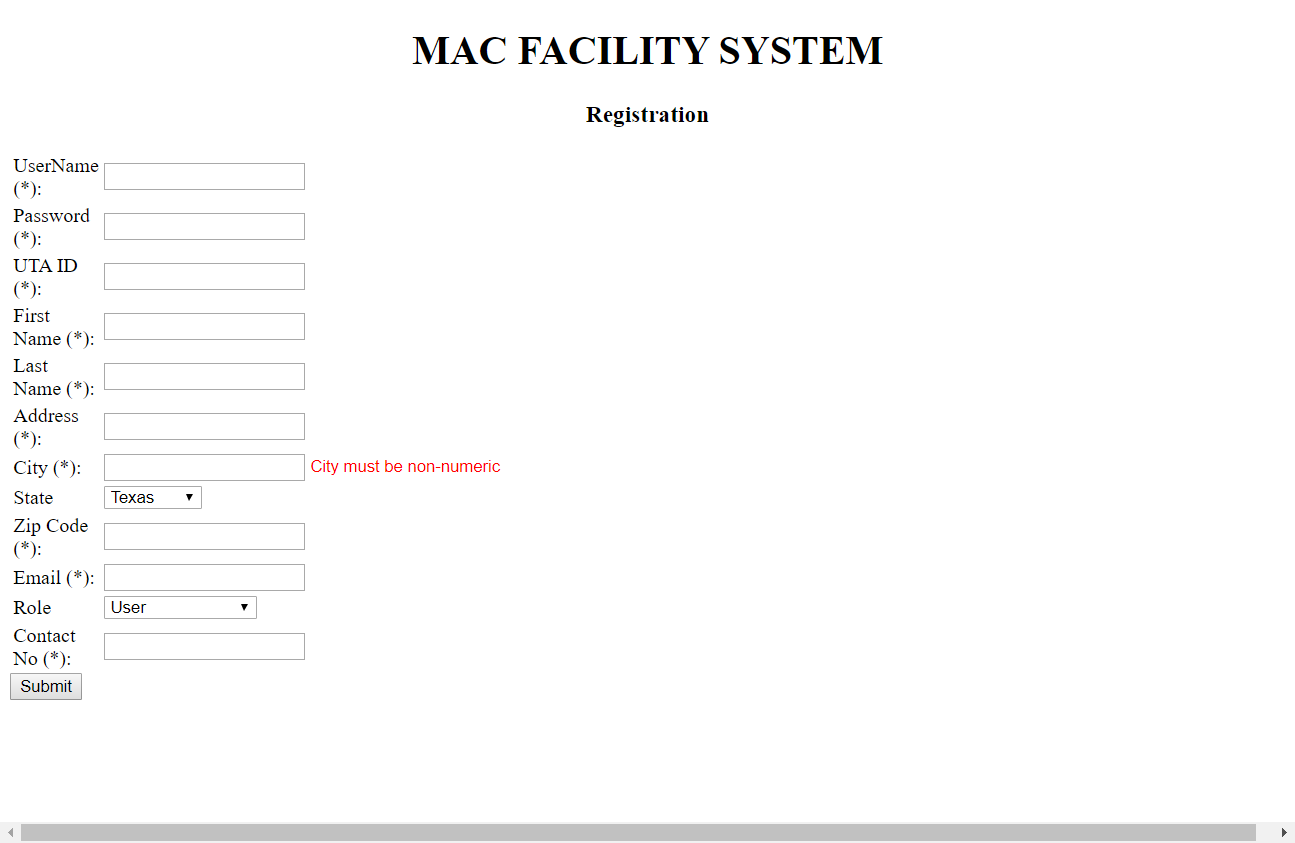 MAC FACILITY SYSTEM
Registration
UserName
(*):
Password
(*):
UTA ID
(*):
First
Name (*):
Last
Name (*):
Address
(*):
City (*): City must be non-numeric
State Texas
Zip Code
(*):
Email (*):
Role User
Contact
No (*):
Submit